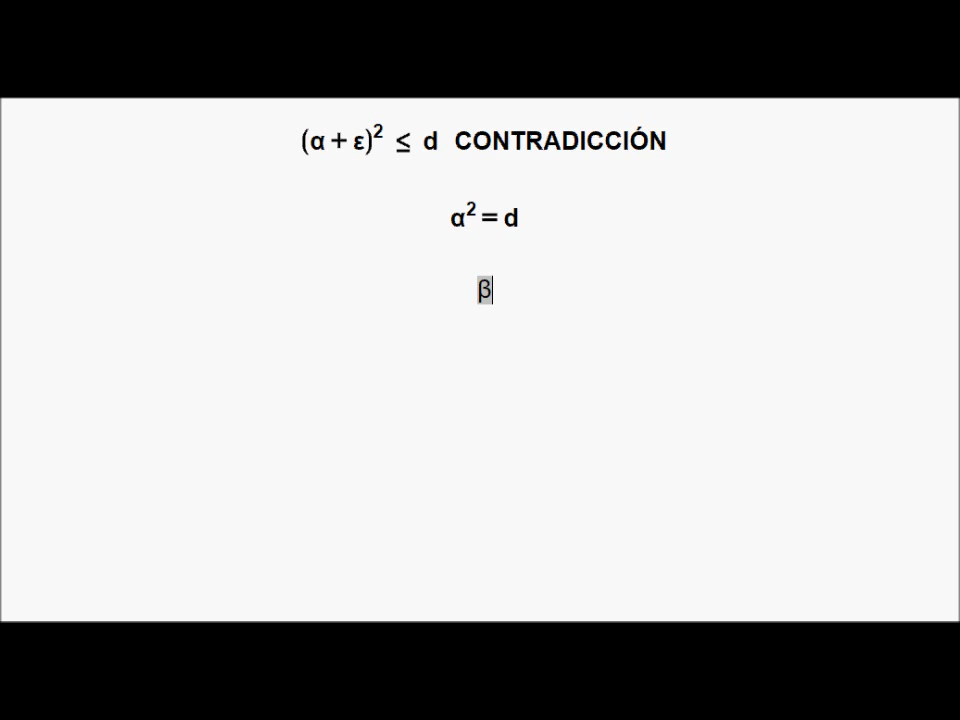 (α + ε)² ≤ d CONTRADICCIÓN
α² = d
β